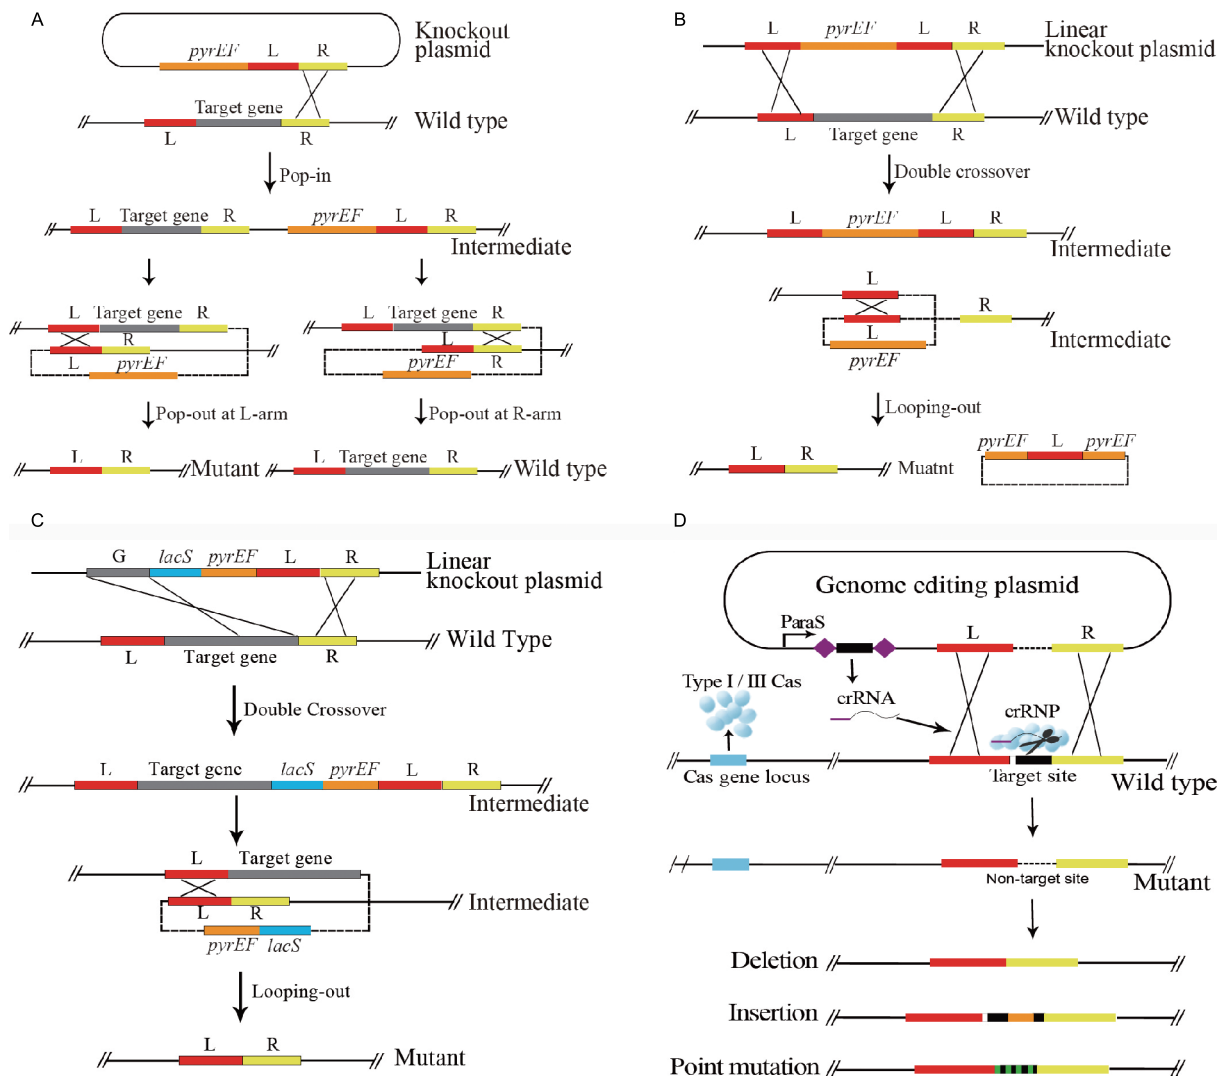 A
Knockout
plasmid
pyrEF L R
Target gene
Wild type
L R
Pop-in
L Target gene R pyrEF L R
Intermediate
L Target gene R
R
L pyrEF
L Target gene R
L
pyrEF R
Pop-out at L-arm
Pop-out at R-arm
L R
Mutant
L Target gene R
Wild type
B
L pyrEF L R
Linear
knockout plasmid
Wild type
L Target gene R
Double crossover
L pyrEF L R
Intermediate
L
R
L
Intermediate
pyrEF
Looping-out
L R
Muatnt
pyrEF L pyrEF
C
G lacS pyrEF L R
Linear
knockout plasmid
Wild Type
L Target gene R
Double Crossover
L Target gene lacS pyrEF L R
Intermediate
L Target gene
Intermediate
L R
pyrEF lacS
Looping-out
L R
Mutant
D
Genome editing plasmid
ParaS
L R
Type I / III Cas
crRNA
crRNP
Cas gene locus
Target site
Wild type
Non-target site
Mutant
Deletion
Insertion
Point mutation